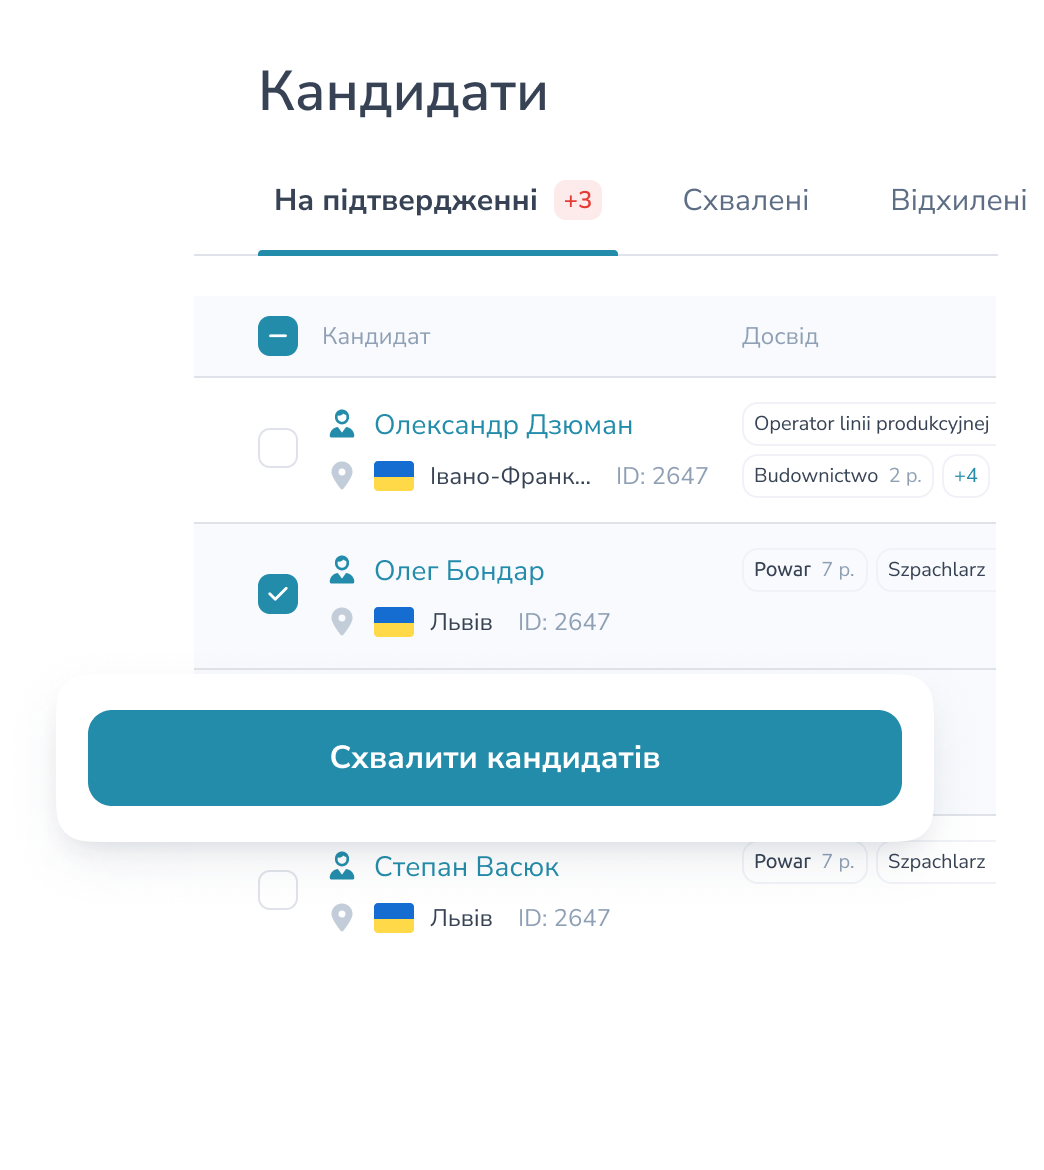 Кандидати
На підтвердженні +3 Схвалені Відхилені
Кандидат Досвід
Олександр Дзюман Operator linii produkcyjnej
Івано-Франк... ID: 2647 Budownictwo 2 р. +4
Олег Бондар Powar 7 р. Szpachlarz
Львів ID: 2647
Схвалити кандидатів
Степан Васюк Powar 7 р. Szpachlarz
Львів ID: 2647